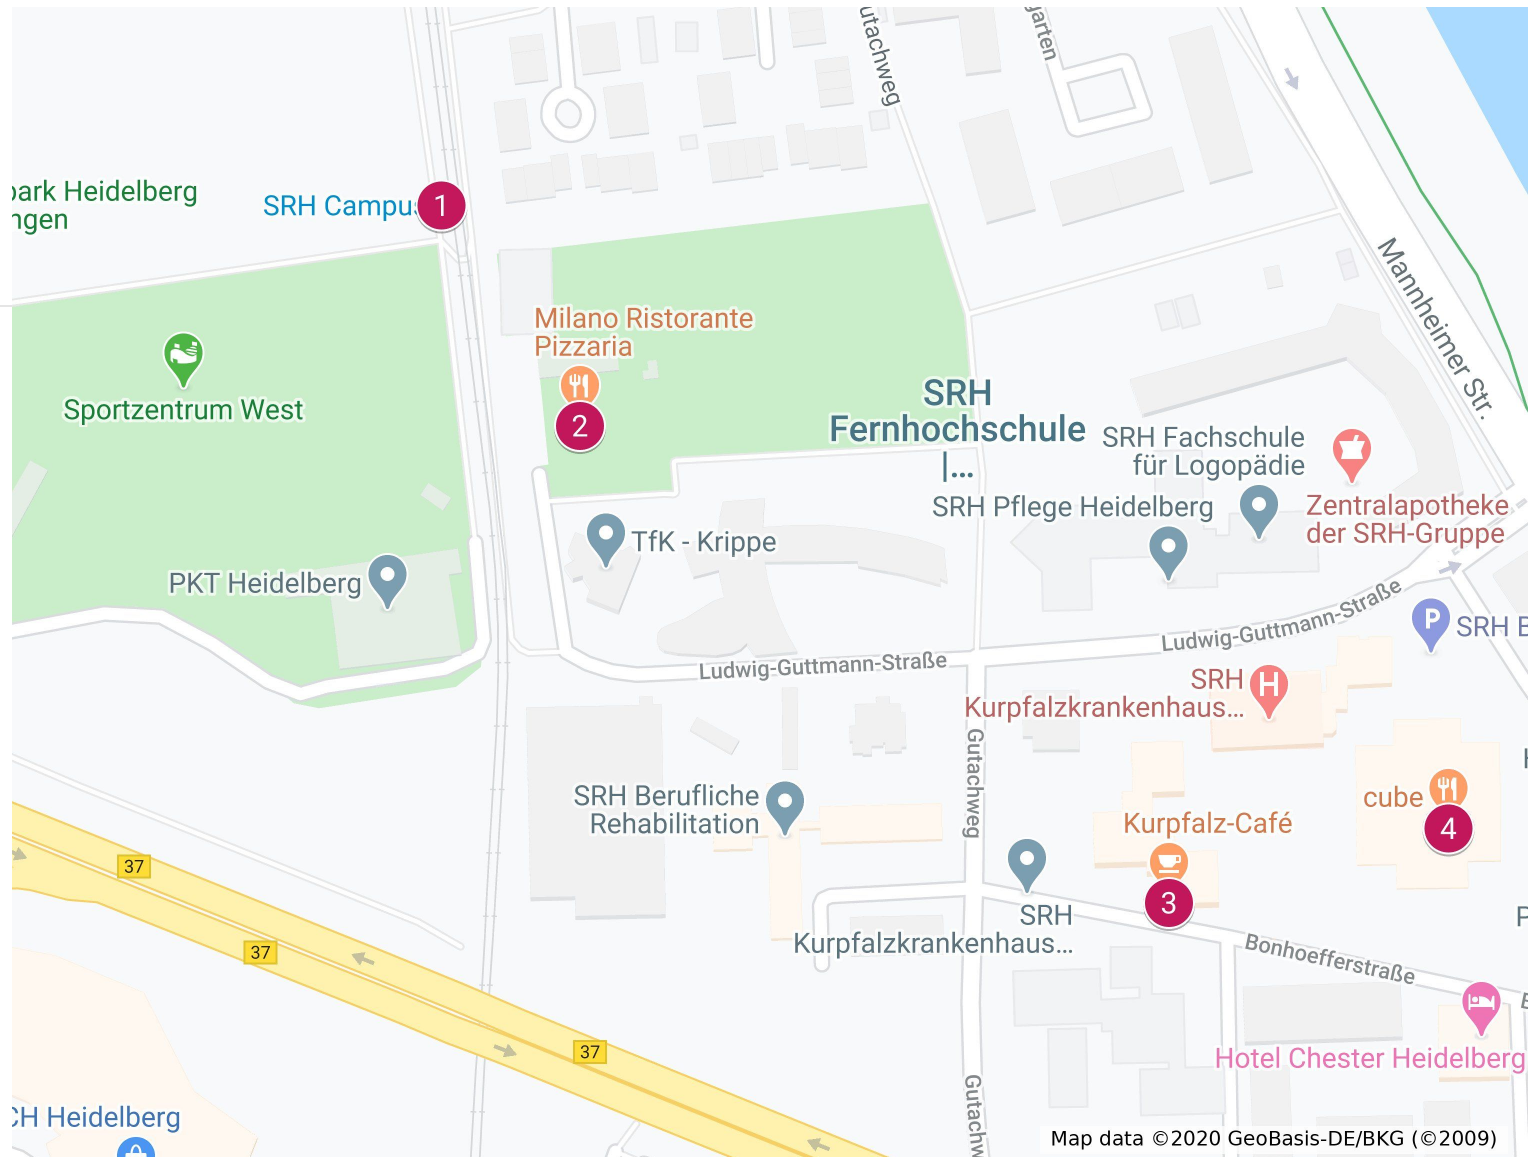 utachweg
garten
park Heidelberg
ngen
SRH Campus
1
Mannheimer Str.
Milano Ristorante
Pizzaria
2
Sportzentrum West
SRH
Fernhochschule
|...
SRH Fachschule
für Logopädie
SRH Pflege Heidelberg
Zentralapotheke
der SRH-Gruppe
TfK - Krippe
PKT Heidelberg
Ludwig-Guttmann-Straße
P
SRH B
Ludwig-Guttmann-Straße
SRH
Kurpfalzkrankenhaus...
H
Gutachweg
SRH Berufliche
Rehabilitation
cube
4
Kurpfalz-Café
3
37
SRH
Kurpfalzkrankenhaus...
P
37
Bonhoefferstraße
37
Hotel Chester Heidelberg
Gutachw
CH Heidelberg
Map data ©2020 GeoBasis-DE/BKG (©2009)